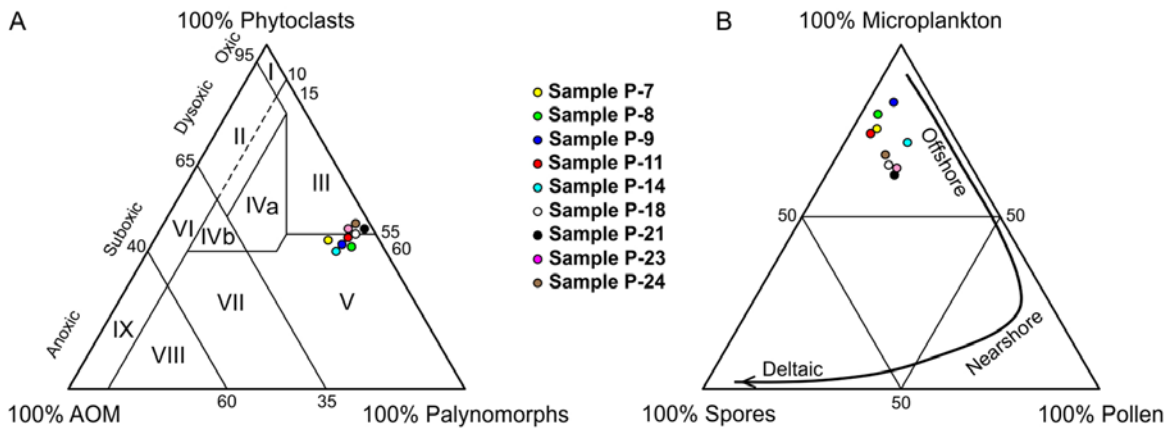 A
100% Phytoclasts
Oxic
95
I
10
15
Dysoxic
II
65
III
IVa
VI
IVb
Suboxic
40
55
60
VII
V
Anoxic
IX
VIII
60
35
100% AOM
100% Palynomorphs
Sample P-7
Sample P-8
Sample P-9
Sample P-11
Sample P-14
Sample P-18
Sample P-21
Sample P-23
Sample P-24
B
100% Microplankton
Offshore
50
50
Nearshore
Deltaic
50
100% Spores
100% Pollen